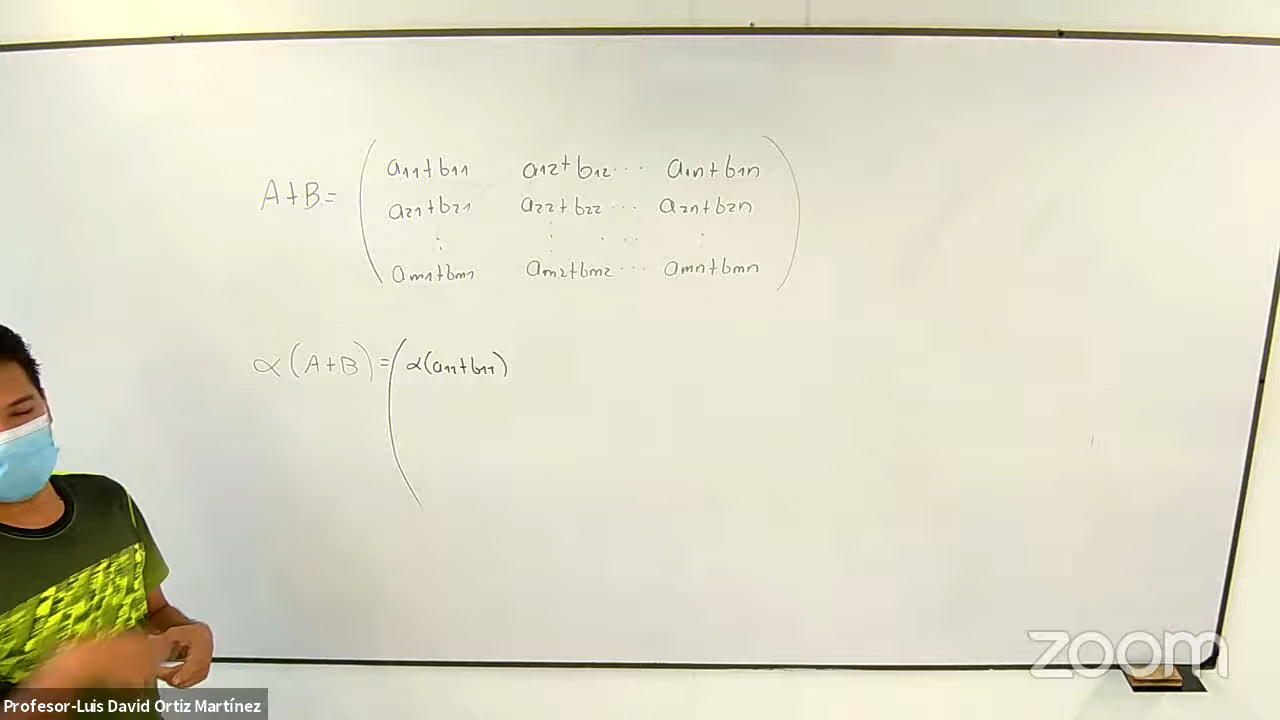 A+B= ( a11+b11 a12+b12 ... a1n+b1n
a21+b21 a22+b22 ... a2n+b2n
⋮ ⋮ ⋱ ... ⋮
am1+bm1 am2+bm2 ... amn+bmn )
α(A+B)=( α(a11+b11)
zoom
Profesor-Luis David Ortiz Martínez